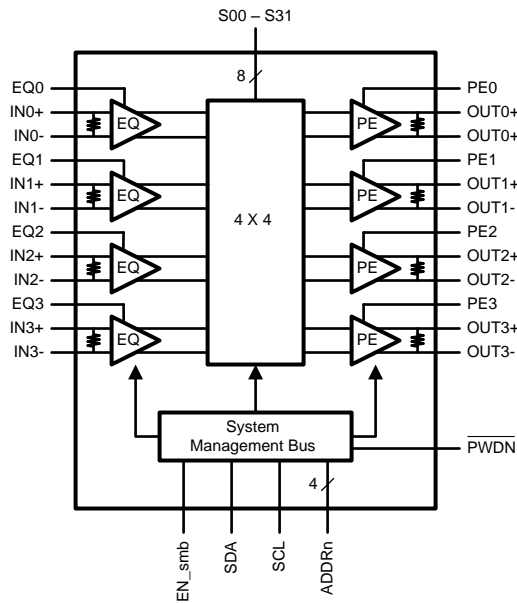 S00 – S31
8
EQ0
PE0
IN0+
EQ
PE
OUT0+
IN0-
OUT0+
EQ1
PE1
IN1+
EQ
PE
OUT1+
IN1-
OUT1-
4 X 4
EQ2
PE2
IN2+
EQ
PE
OUT2+
IN2-
OUT2-
EQ3
PE3
IN3+
EQ
PE
OUT3+
IN3-
OUT3-
System
Management Bus
PWDN
4
EN_smb
SDA
SCL
ADDRn